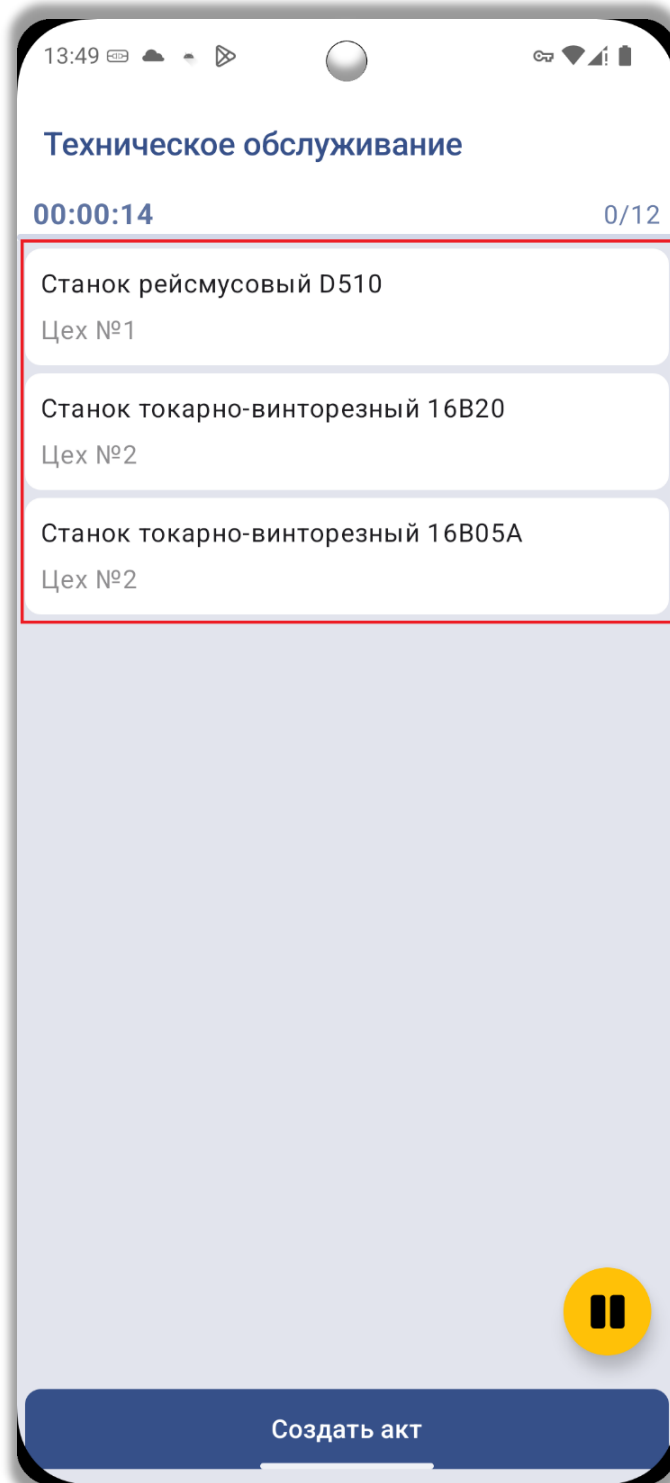 13:49
Техническое обслуживание
00:00:14 0/12
Станок рейсмусовый D510
Цех №1
Станок токарно-винторезный 16В20
Цех №2
Станок токарно-винторезный 16В05А
Цех №2
Создать акт